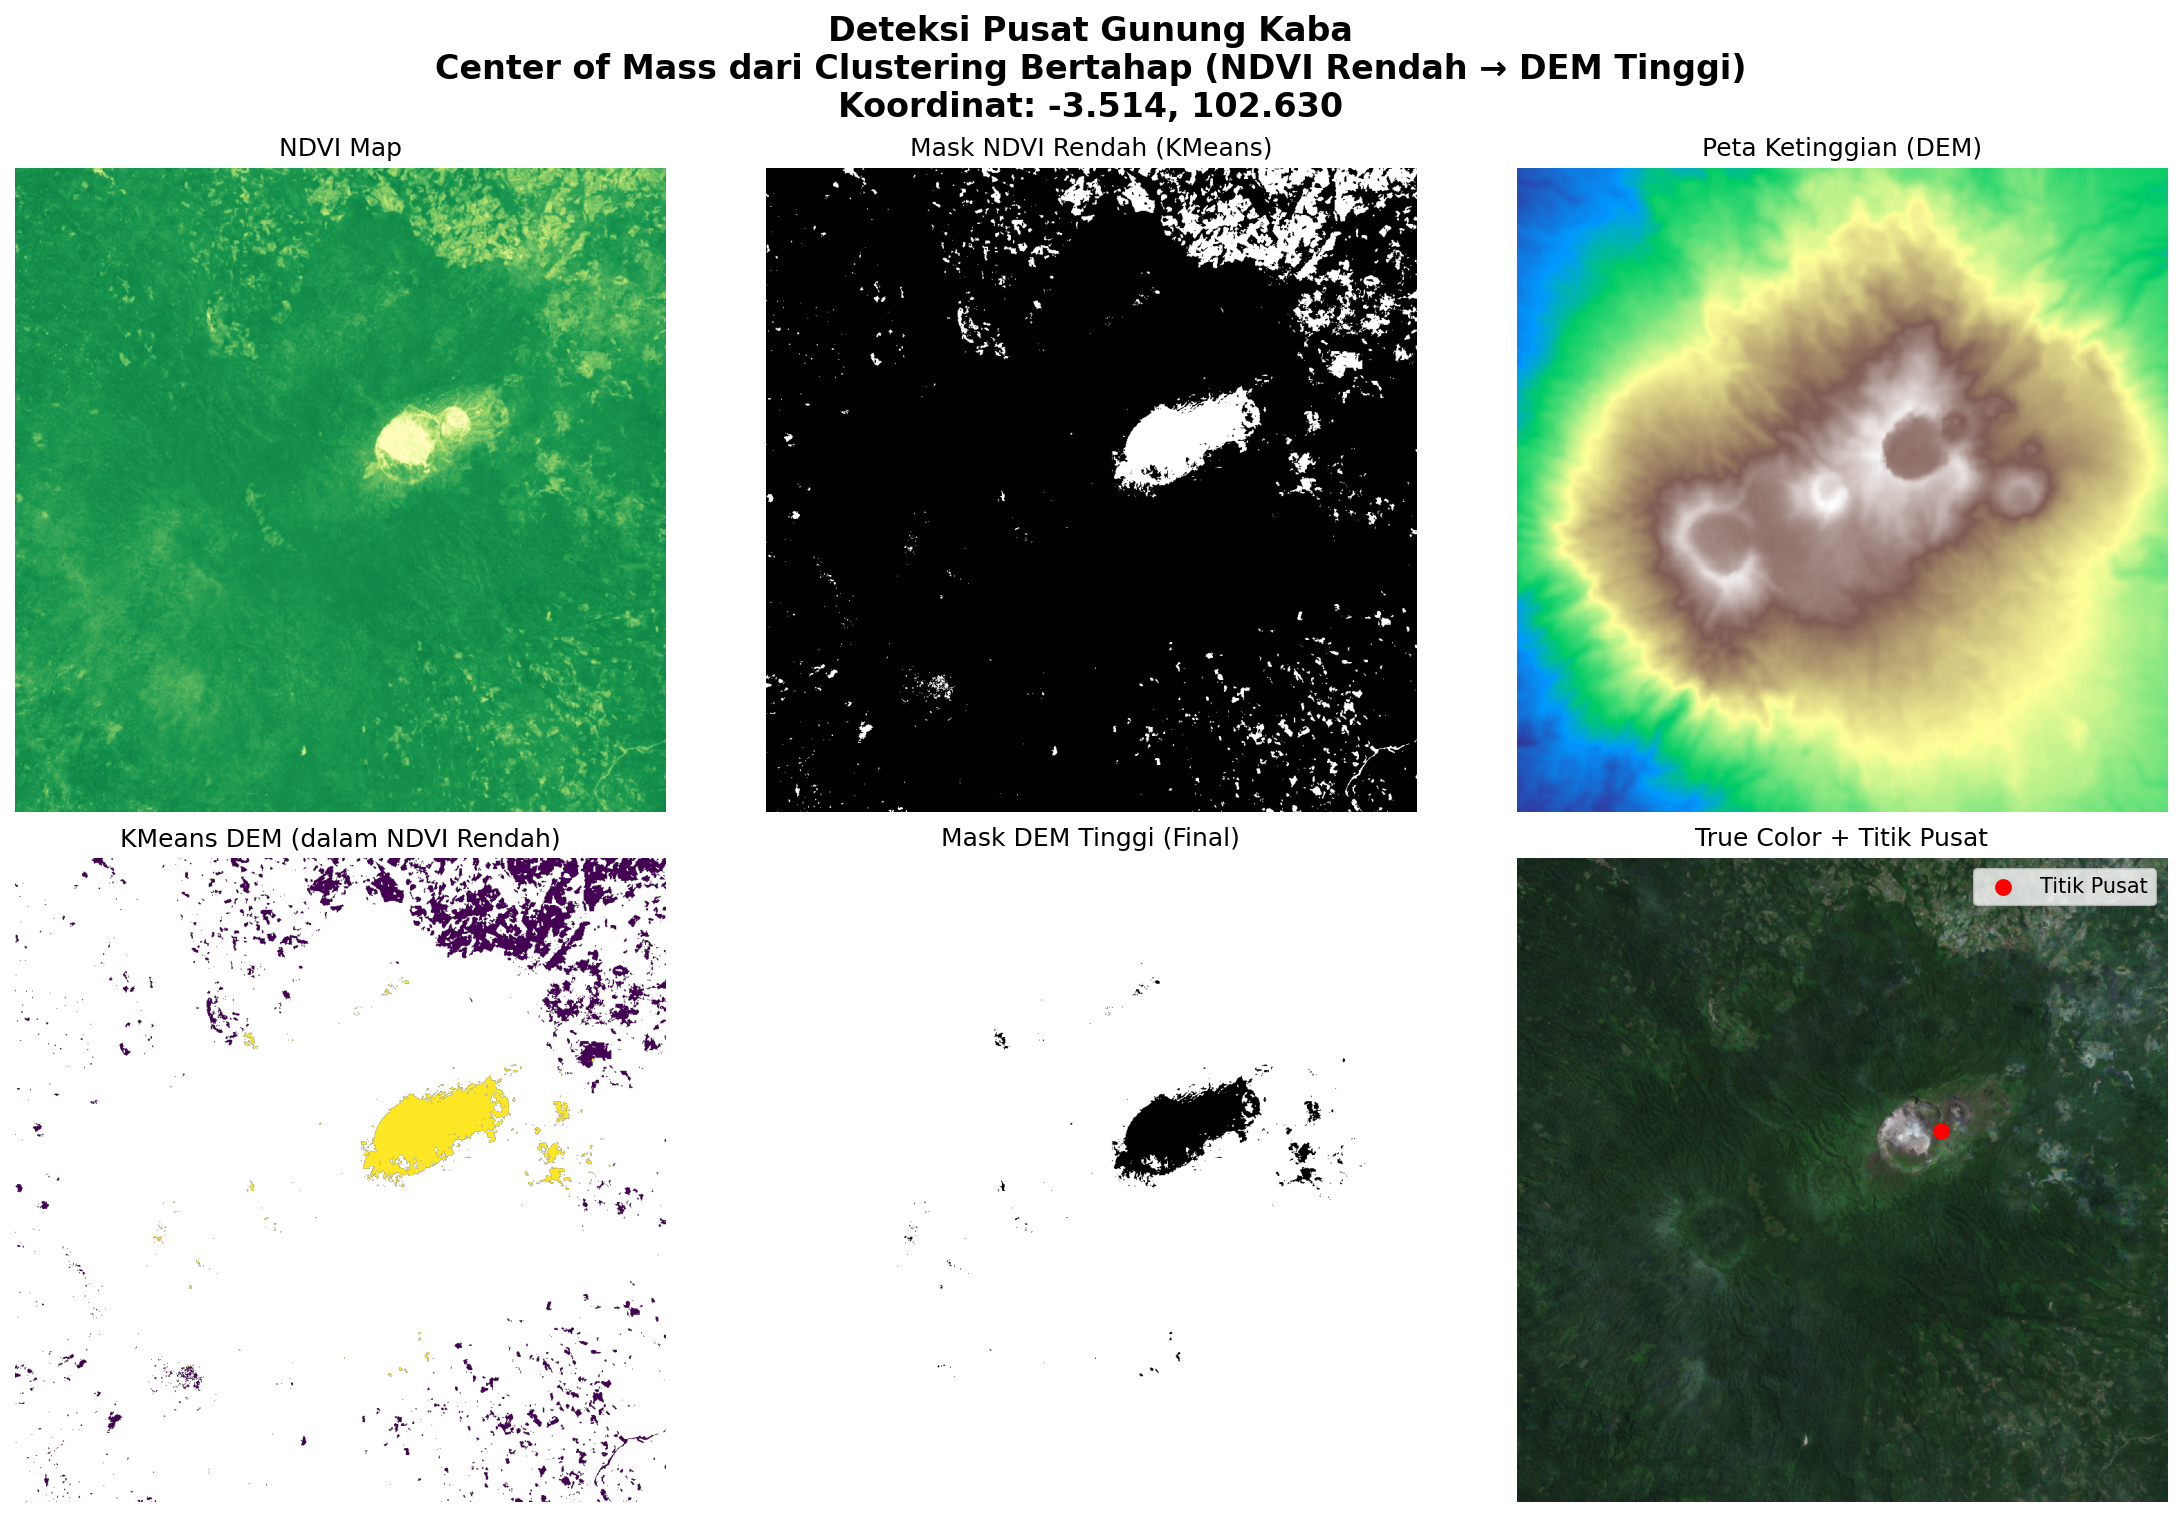 Deteksi Pusat Gunung Kaba
Center of Mass dari Clustering Bertahap (NDVI Rendah → DEM Tinggi)
Koordinat: -3.514, 102.630
NDVI Map
Mask NDVI Rendah (KMeans)
Peta Ketinggian (DEM)
KMeans DEM (dalam NDVI Rendah)
Mask DEM Tinggi (Final)
True Color + Titik Pusat
Titik Pusat